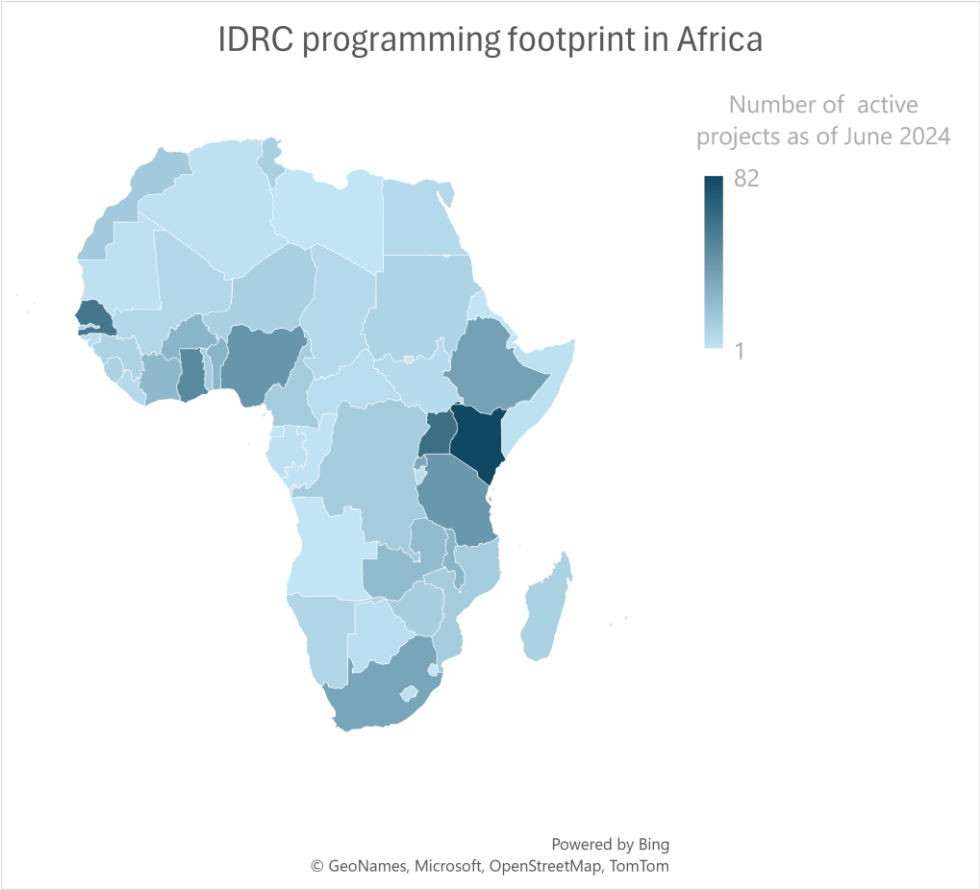 IDRC programming footprint in Africa
Number of active
projects as of June 2024
82
1
Powered by Bing
© GeoNames, Microsoft, OpenStreetMap, TomTom